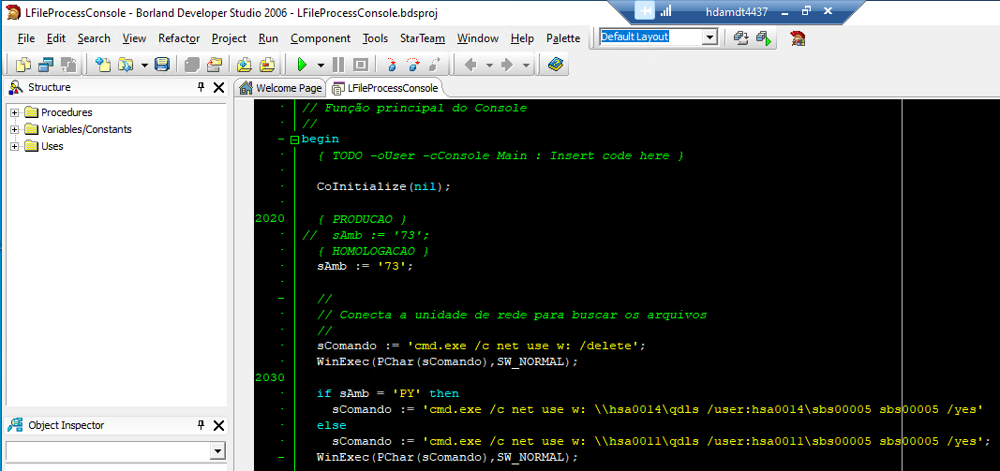 LFileProcessConsole - Borland Developer Studio 2006 - LFileProcessConsole.bdsproj
hdamdt4437
File Edit Search View Refactor Project Run Component Tools StarTeam Window Help Palette
Default Layout
Structure
Welcome Page
LFileProcessConsole
Procedures
Variables/Constants
Uses
Object Inspector
// Função principal do Console
//
begin
{ TODO -oUser -cConsole Main : Insert code here }
CoInitialize(nil);
2020 { PRODUCAO }
// sAmb := '73';
{ HOMOLOGACAO }
sAmb := '73';
//
// Conecta a unidade de rede para buscar os arquivos
//
sComando := 'cmd.exe /c net use w: /delete';
WinExec(PChar(sComando),SW_NORMAL);
2030
if sAmb = 'PY' then
sComando := 'cmd.exe /c net use w: \\hsa0014\qdls /user:hsa0014\sbs00005 sbs00005 /yes'
else
sComando := 'cmd.exe /c net use w: \\hsa0011\qdls /user:hsa0011\sbs00005 sbs00005 /yes';
WinExec(PChar(sComando),SW_NORMAL);